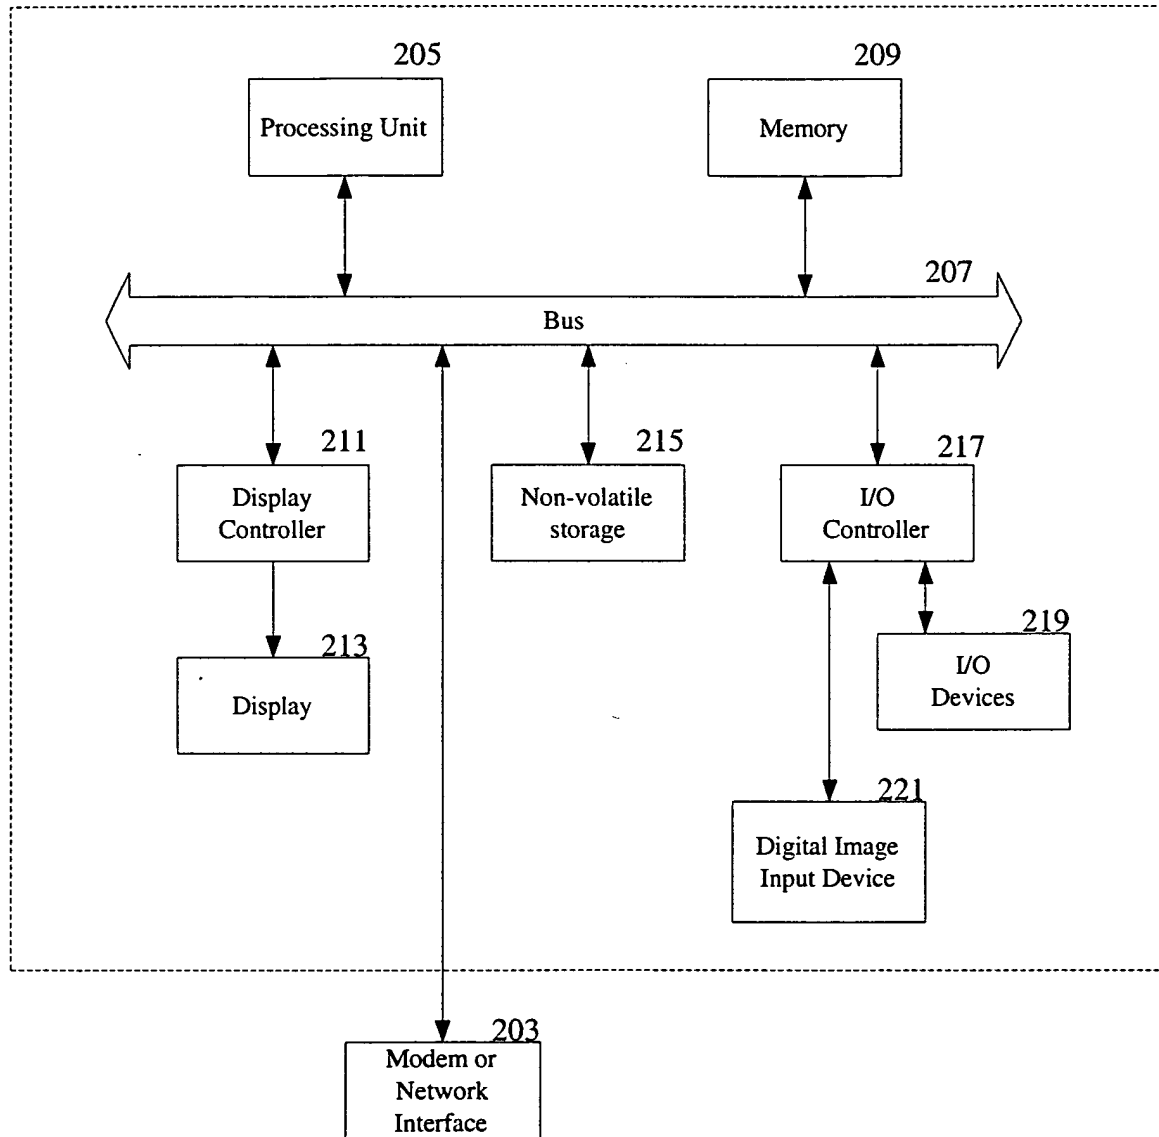 205
Processing Unit
209
Memory
207
Bus
211
Display
Controller
215
Non-volatile
storage
217
I/O
Controller
213
Display
219
I/O
Devices
221
Digital Image
Input Device
203
Modem or
Network
Interface